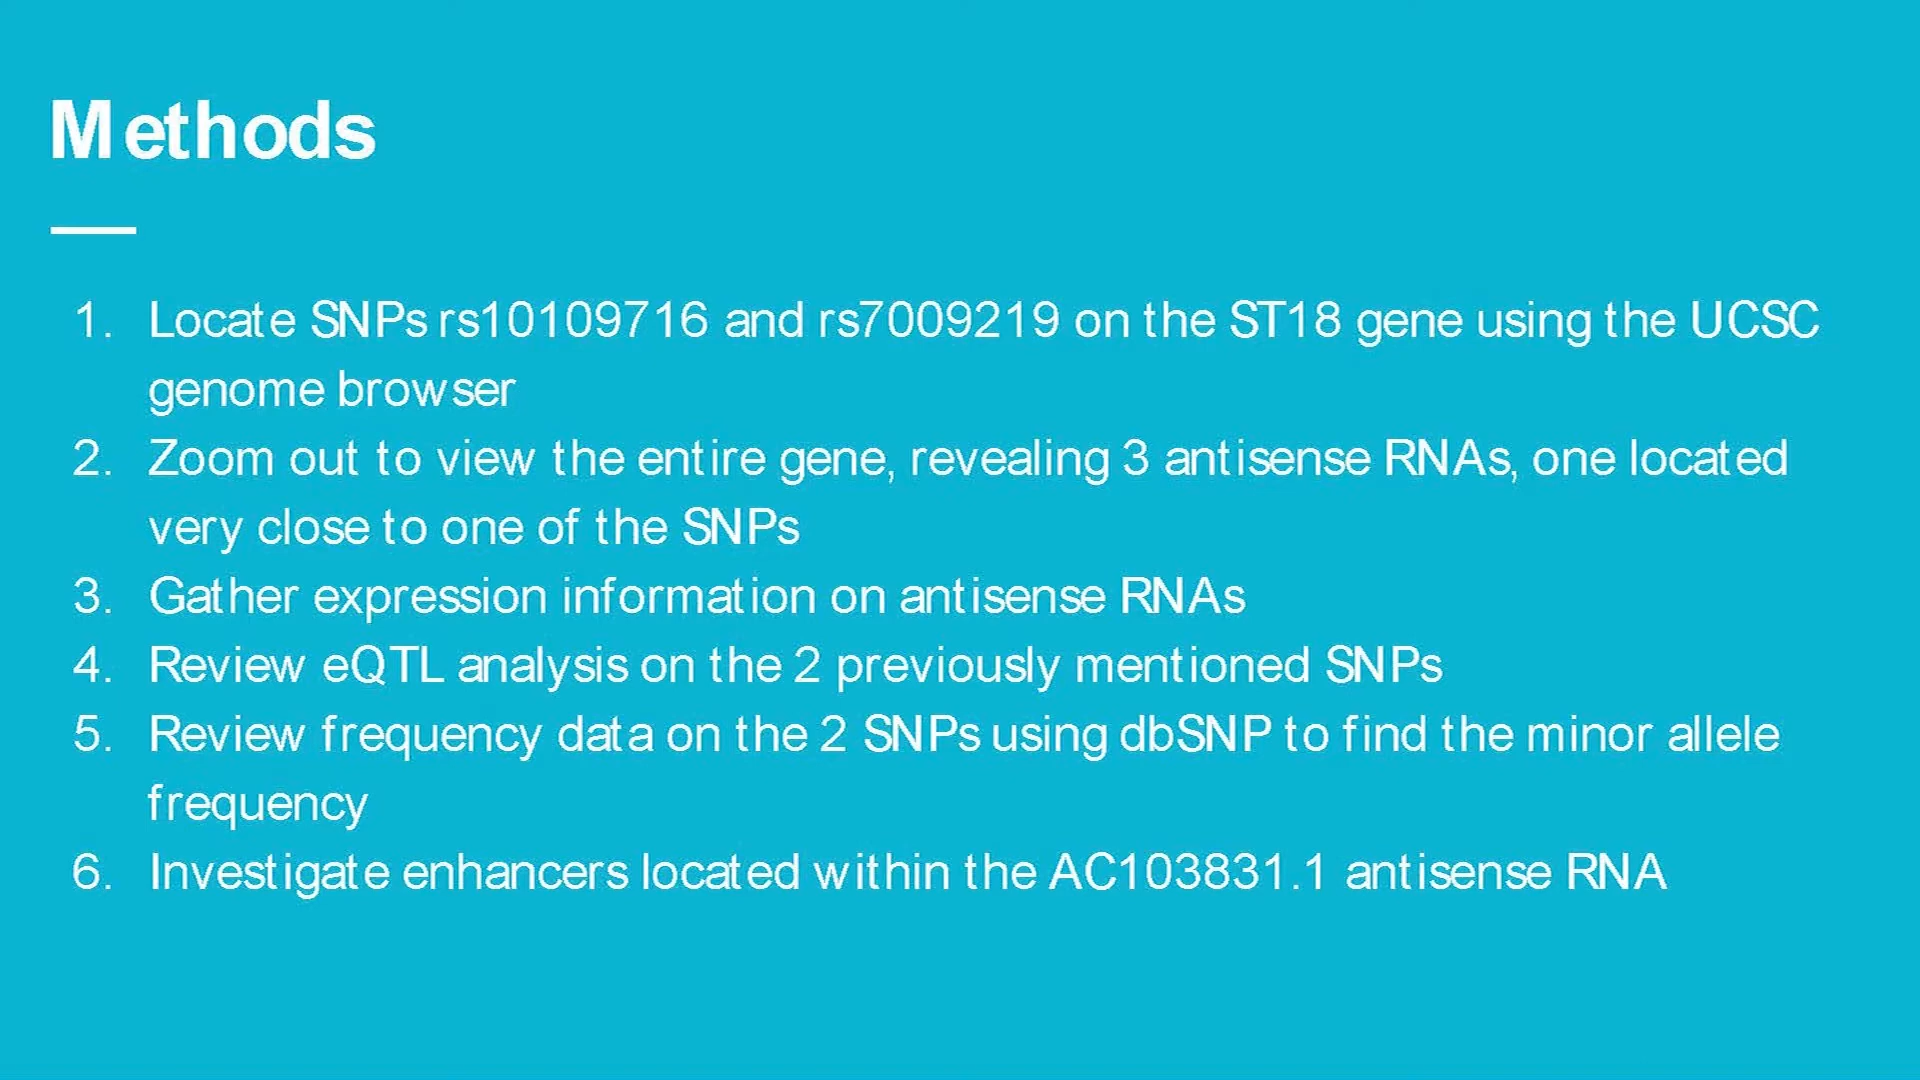 Methods
1. Locate SNPs rs10109716 and rs7009219 on the ST18 gene using the UCSC
genome browser
2. Zoom out to view the entire gene, revealing 3 antisense RNAs, one located
very close to one of the SNPs
3. Gather expression information on antisense RNAs
4. Review eQTL analysis on the 2 previously mentioned SNPs
5. Review frequency data on the 2 SNPs using dbSNP to find the minor allele
frequency
6. Investigate enhancers located within the AC103831.1 antisense RNA